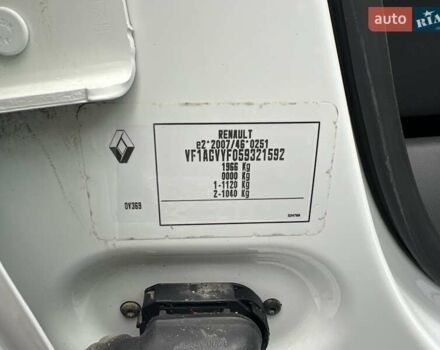 AUTO RIA
RENAULT
e2*2007/46*0251
VF1AGVYF059321592
1966 Kg
0000 Kg
1-1120 Kg
2-1040 Kg
OV369